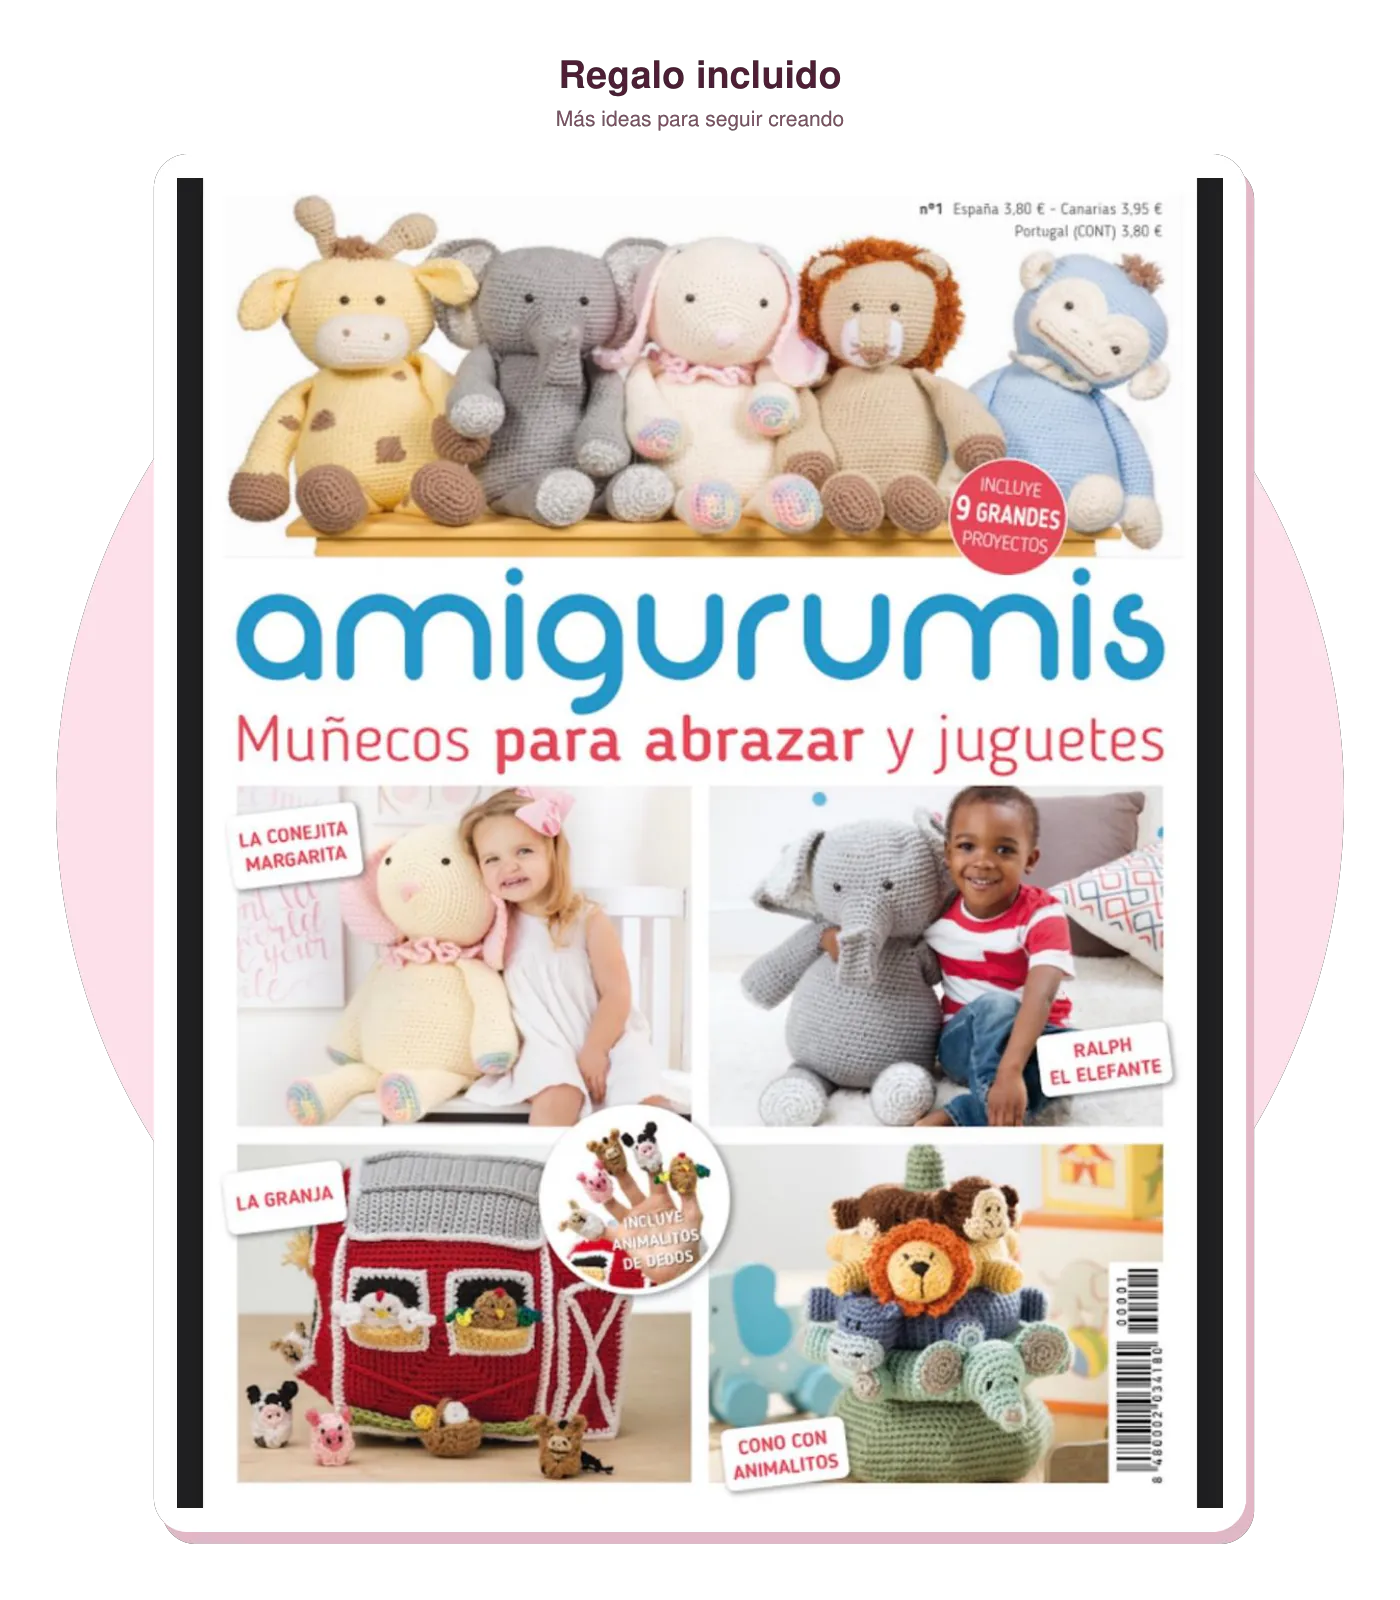 Regalo incluido
Más ideas para seguir creando
nº1 España 3,80 € - Canarias 3,95 €
Portugal (CONT) 3,80 €
INCLUYE
9 GRANDES
PROYECTOS
amigurumis
Muñecos para abrazar y juguetes
LA CONEJITA
MARGARITA
RALPH
EL ELEFANTE
LA GRANJA
INCLUYE
ANIMALITOS
DE DEDOS
CONO CON
ANIMALITOS
00001
8 480002 034180